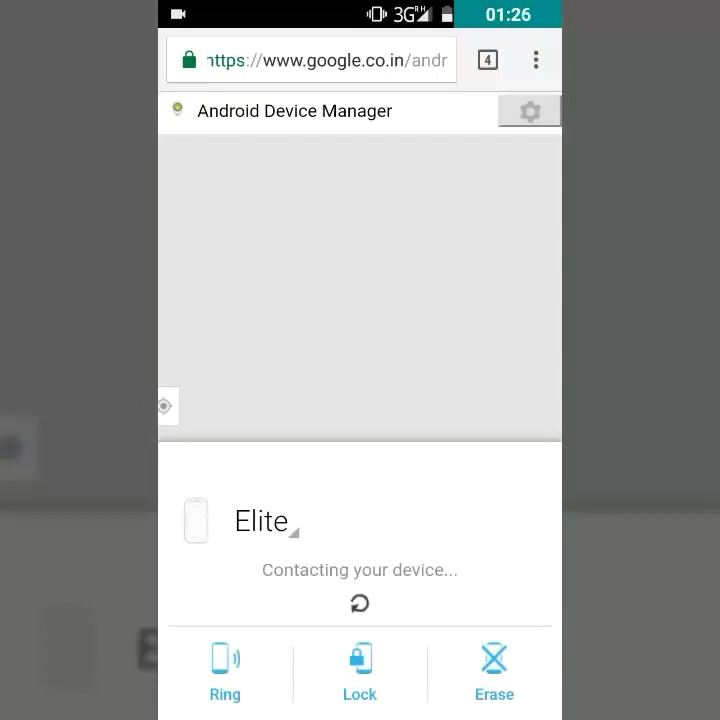 3G RH 01:26
https://www.google.co.in/andr 4
Android Device Manager
Elite
Contacting your device...
Ring Lock Erase